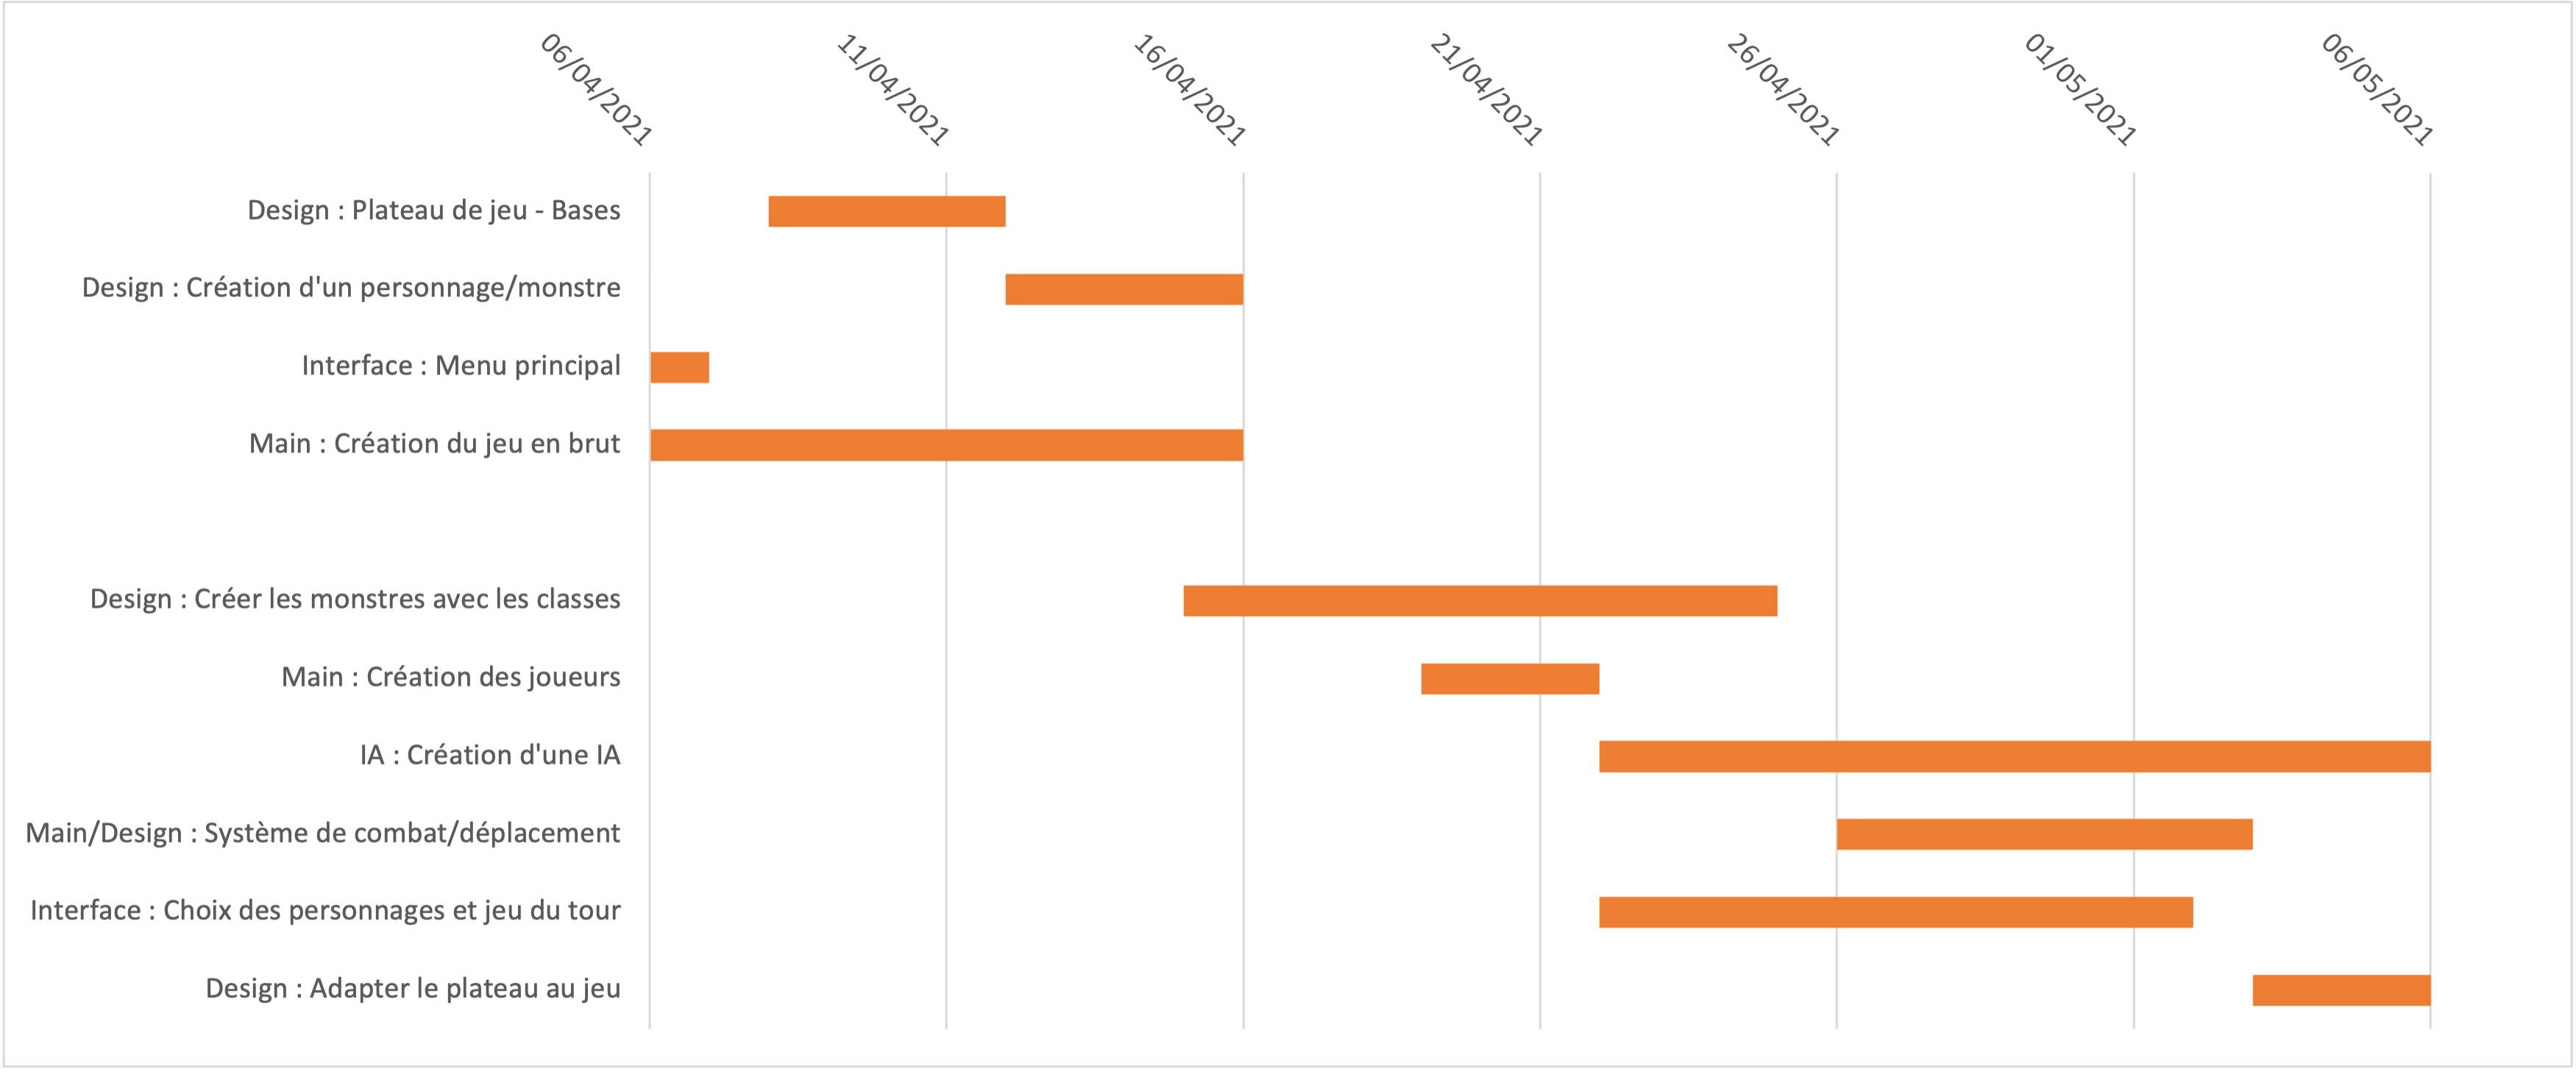 06/04/2021
11/04/2021
16/04/2021
21/04/2021
26/04/2021
01/05/2021
06/05/2021
Design : Plateau de jeu - Bases
Design : Création d'un personnage/monstre
Interface : Menu principal
Main : Création du jeu en brut
Design : Créer les monstres avec les classes
Main : Création des joueurs
IA : Création d'une IA
Main/Design : Système de combat/déplacement
Interface : Choix des personnages et jeu du tour
Design : Adapter le plateau au jeu